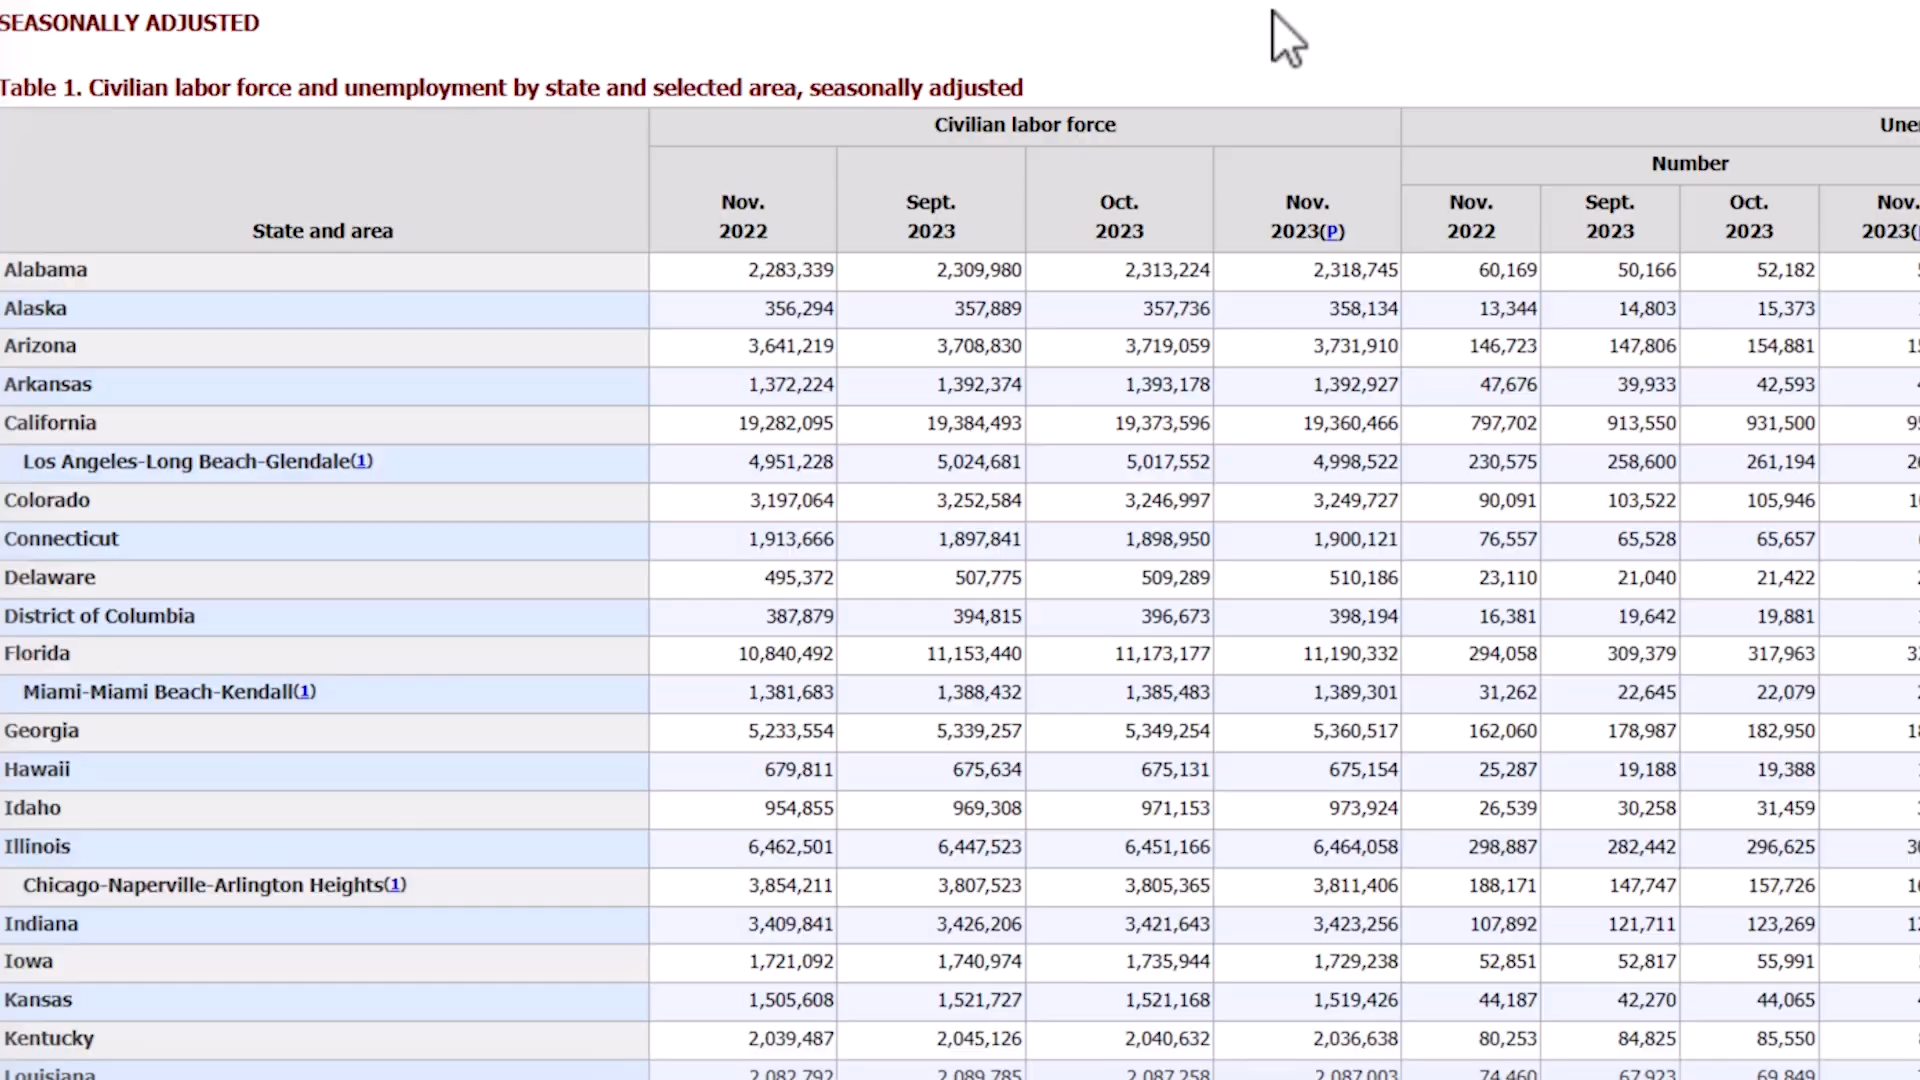 SEASONALLY ADJUSTED
Table 1. Civilian labor force and unemployment by state and selected area, seasonally adjusted
Civilian labor force
Number
State and area Nov. 2022 Sept. 2023 Oct. 2023 Nov. 2023(P) Nov. 2022 Sept. 2023 Oct. 2023 Nov. 2023
Alabama 2,283,339 2,309,980 2,313,224 2,318,745 60,169 50,166 52,182
Alaska 356,294 357,889 357,736 358,134 13,344 14,803 15,373
Arizona 3,641,219 3,708,830 3,719,059 3,731,910 146,723 147,806 154,881
Arkansas 1,372,224 1,392,374 1,393,178 1,392,927 47,676 39,933 42,593
California 19,282,095 19,384,493 19,373,596 19,360,466 797,702 913,550 931,500
Los Angeles-Long Beach-Glendale(1) 4,951,228 5,024,681 5,017,552 4,998,522 230,575 258,600 261,194
Colorado 3,197,064 3,252,584 3,246,997 3,249,727 90,091 103,522 105,946
Connecticut 1,913,666 1,897,841 1,898,950 1,900,121 76,557 65,528 65,657
Delaware 495,372 507,775 509,289 510,186 23,110 21,040 21,422
District of Columbia 387,879 394,815 396,673 398,194 16,381 19,642 19,881
Florida 10,840,492 11,153,440 11,173,177 11,190,332 294,058 309,379 317,963
Miami-Miami Beach-Kendall(1) 1,381,683 1,388,432 1,385,483 1,389,301 31,262 22,645 22,079
Georgia 5,233,554 5,339,257 5,349,254 5,360,517 162,060 178,987 182,950
Hawaii 679,811 675,634 675,131 675,154 25,287 19,188 19,388
Idaho 954,855 969,308 971,153 973,924 26,539 30,258 31,459
Illinois 6,462,501 6,447,523 6,451,166 6,464,058 298,887 282,442 296,625
Chicago-Naperville-Arlington Heights(1) 3,854,211 3,807,523 3,805,365 3,811,406 188,171 147,747 157,726
Indiana 3,409,841 3,426,206 3,421,643 3,423,256 107,892 121,711 123,269
Iowa 1,721,092 1,740,974 1,735,944 1,729,238 52,851 52,817 55,991
Kansas 1,505,608 1,521,727 1,521,168 1,519,426 44,187 42,270 44,065
Kentucky 2,039,487 2,045,126 2,040,632 2,036,638 80,253 84,825 85,550
Louisiana 2,082,792 2,089,785 2,087,258 2,087,003 74,460 67,923 69,849